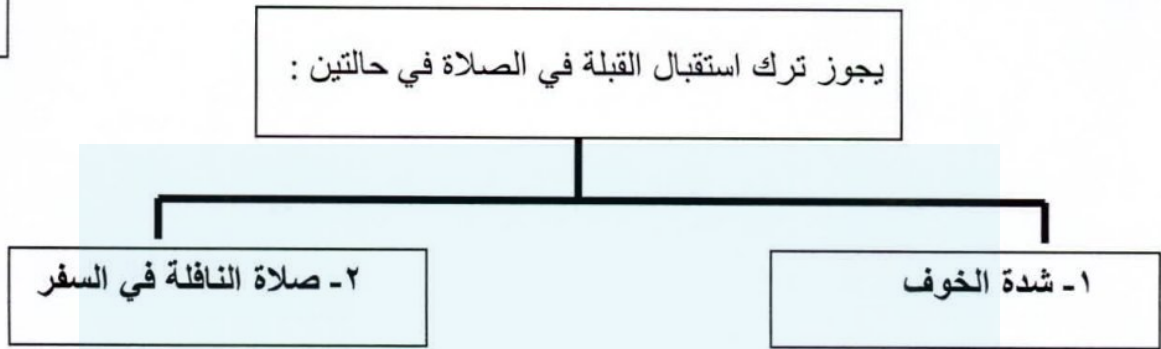 يجوز ترك استقبال القبلة في الصلاة في حالتين :
١- شدة الخوف
٢- صلاة النافلة في السفر